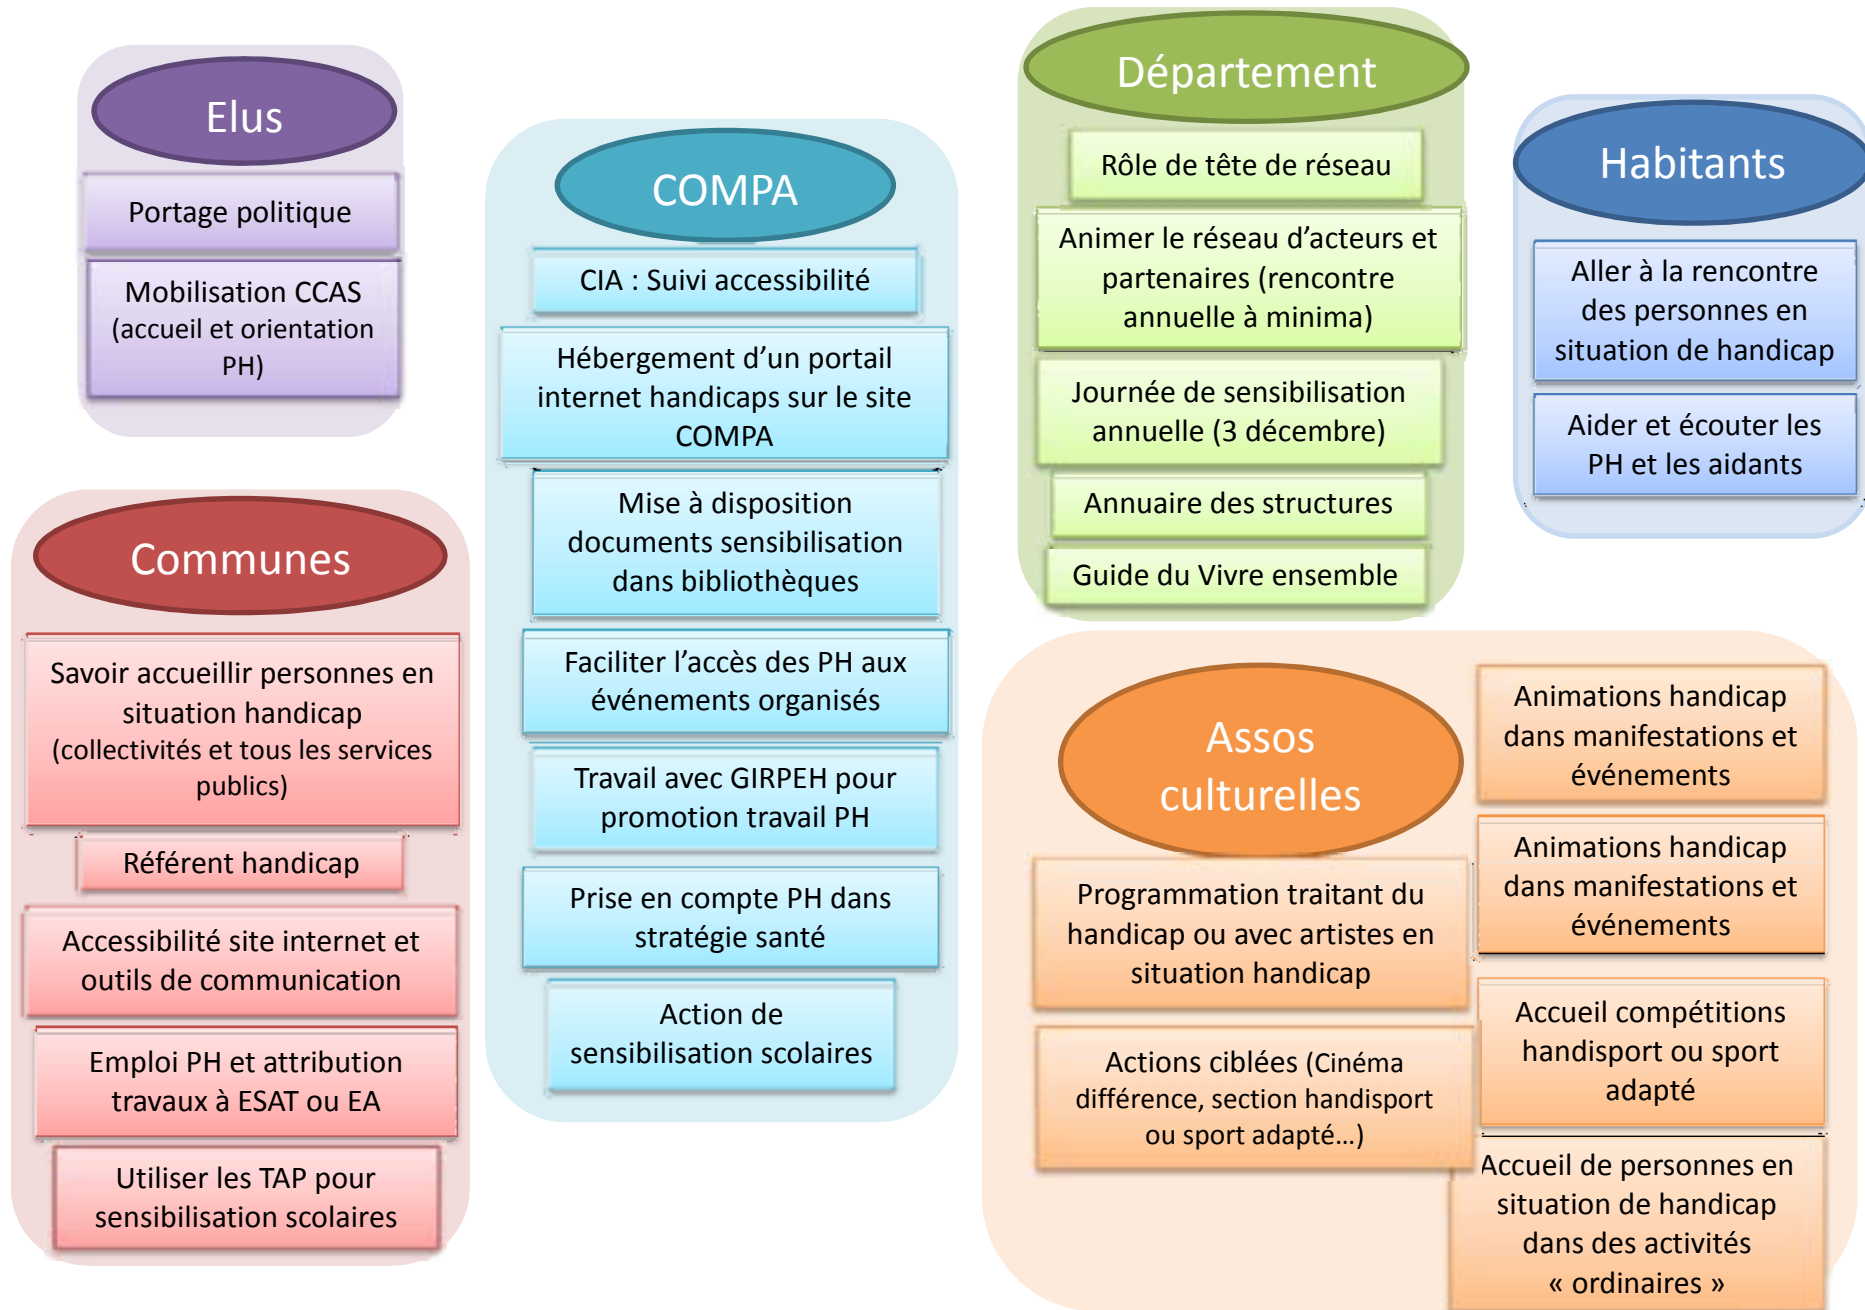 Elus
Portage politique
Mobilisation CCAS
(accueil et orientation
PH)
Communes
Savoir accueillir personnes en
situation handicap
(collectivités et tous les services
publics)
Référent handicap
Accessibilité site internet et
outils de communication
Emploi PH et attribution
travaux à ESAT ou EA
Utiliser les TAP pour
sensibilisation scolaires
COMPA
CIA : Suivi accessibilité
Hébergement d’un portail
internet handicaps sur le site
COMPA
Mise à disposition
documents sensibilisation
dans bibliothèques
Faciliter l’accès des PH aux
événements organisés
Travail avec GIRPEH pour
promotion travail PH
Prise en compte PH dans
stratégie santé
Action de
sensibilisation scolaires
Département
Rôle de tête de réseau
Animer le réseau d’acteurs et
partenaires (rencontre
annuelle à minima)
Journée de sensibilisation
annuelle (3 décembre)
Annuaire des structures
Guide du Vivre ensemble
Habitants
Aller à la rencontre
des personnes en
situation de handicap
Aider et écouter les
PH et les aidants
Assos
culturelles
Programmation traitant du
handicap ou avec artistes en
situation handicap
Actions ciblées (Cinéma
différence, section handisport
ou sport adapté…)
Animations handicap
dans manifestations et
événements
Animations handicap
dans manifestations et
événements
Accueil compétitions
handisport ou sport
adapté
Accueil de personnes en
situation de handicap
dans des activités
« ordinaires »